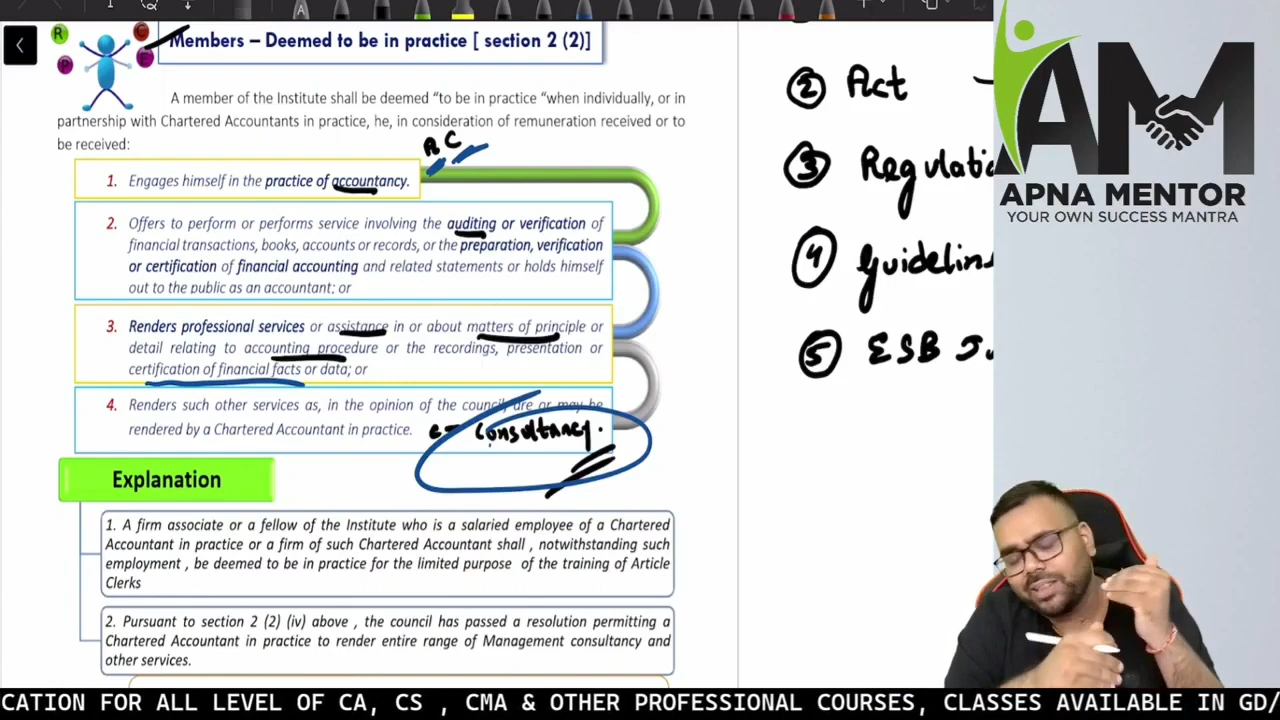 Members – Deemed to be in practice [ section 2 (2)]
A member of the Institute shall be deemed “to be in practice “when individually, or in
partnership with Chartered Accountants in practice, he, in consideration of remuneration received or to
be received:
1. Engages himself in the practice of accountancy.
2. Offers to perform or performs service involving the auditing or verification of
financial transactions, books, accounts or records, or the preparation, verification
or certification of financial accounting and related statements or holds himself
out to the public as an accountant; or
3. Renders professional services or assistance in or about matters of principle or
detail relating to accounting procedure or the recordings, presentation or
certification of financial facts or data; or
4. Renders such other services as, in the opinion of the council, are or may be
rendered by a Chartered Accountant in practice.
Consultancy.
Explanation
1. A firm associate or a fellow of the Institute who is a salaried employee of a Chartered
Accountant in practice or a firm of such Chartered Accountant shall , notwithstanding such
employment , be deemed to be in practice for the limited purpose of the training of Article
Clerks
2. Pursuant to section 2 (2) (iv) above , the council has passed a resolution permitting a
Chartered Accountant in practice to render entire range of Management consultancy and
other services.
② Act
③ Regulatio
④ Guidelin
⑤ ESB
AM
APNA MENTOR
YOUR OWN SUCCESS MANTRA
CATION FOR ALL LEVEL OF CA, CS , CMA & OTHER PROFESSIONAL COURSES, CLASSES AVAILABLE IN GD/